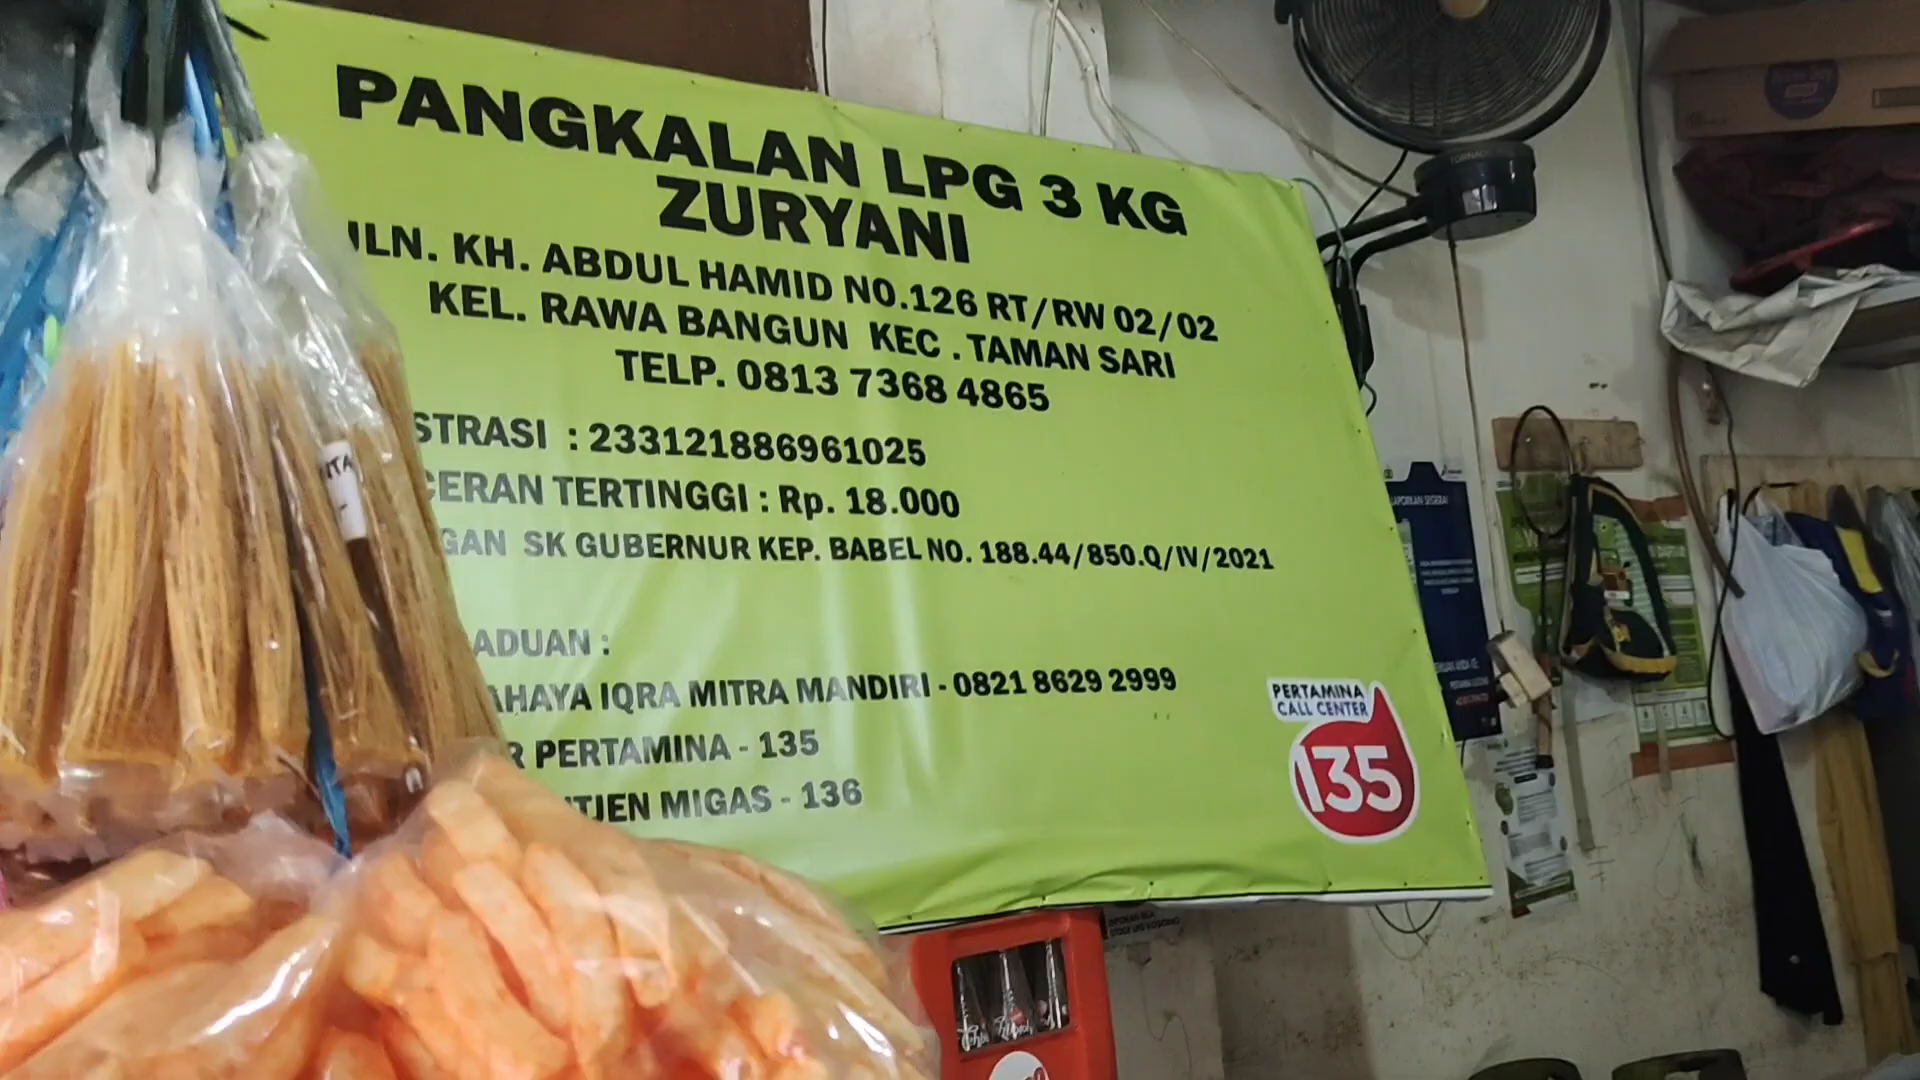 PANGKALAN LPG 3 KG
ZURYANI
JLN. KH. ABDUL HAMID NO.126 RT/RW 02/02
KEL. RAWA BANGUN KEC . TAMAN SARI
TELP. 0813 7368 4865
STRASI : 233121886961025
CERAN TERTINGGI : Rp. 18.000
GAN SK GUBERNUR KEP. BABEL NO. 188.44/850.Q/IV/2021
ADUAN :
AHAYA IQRA MITRA MANDIRI - 0821 8629 2999
R PERTAMINA - 135
TJEN MIGAS - 136
PERTAMINA
CALL CENTER
135
LAPORKAN SEGERA!